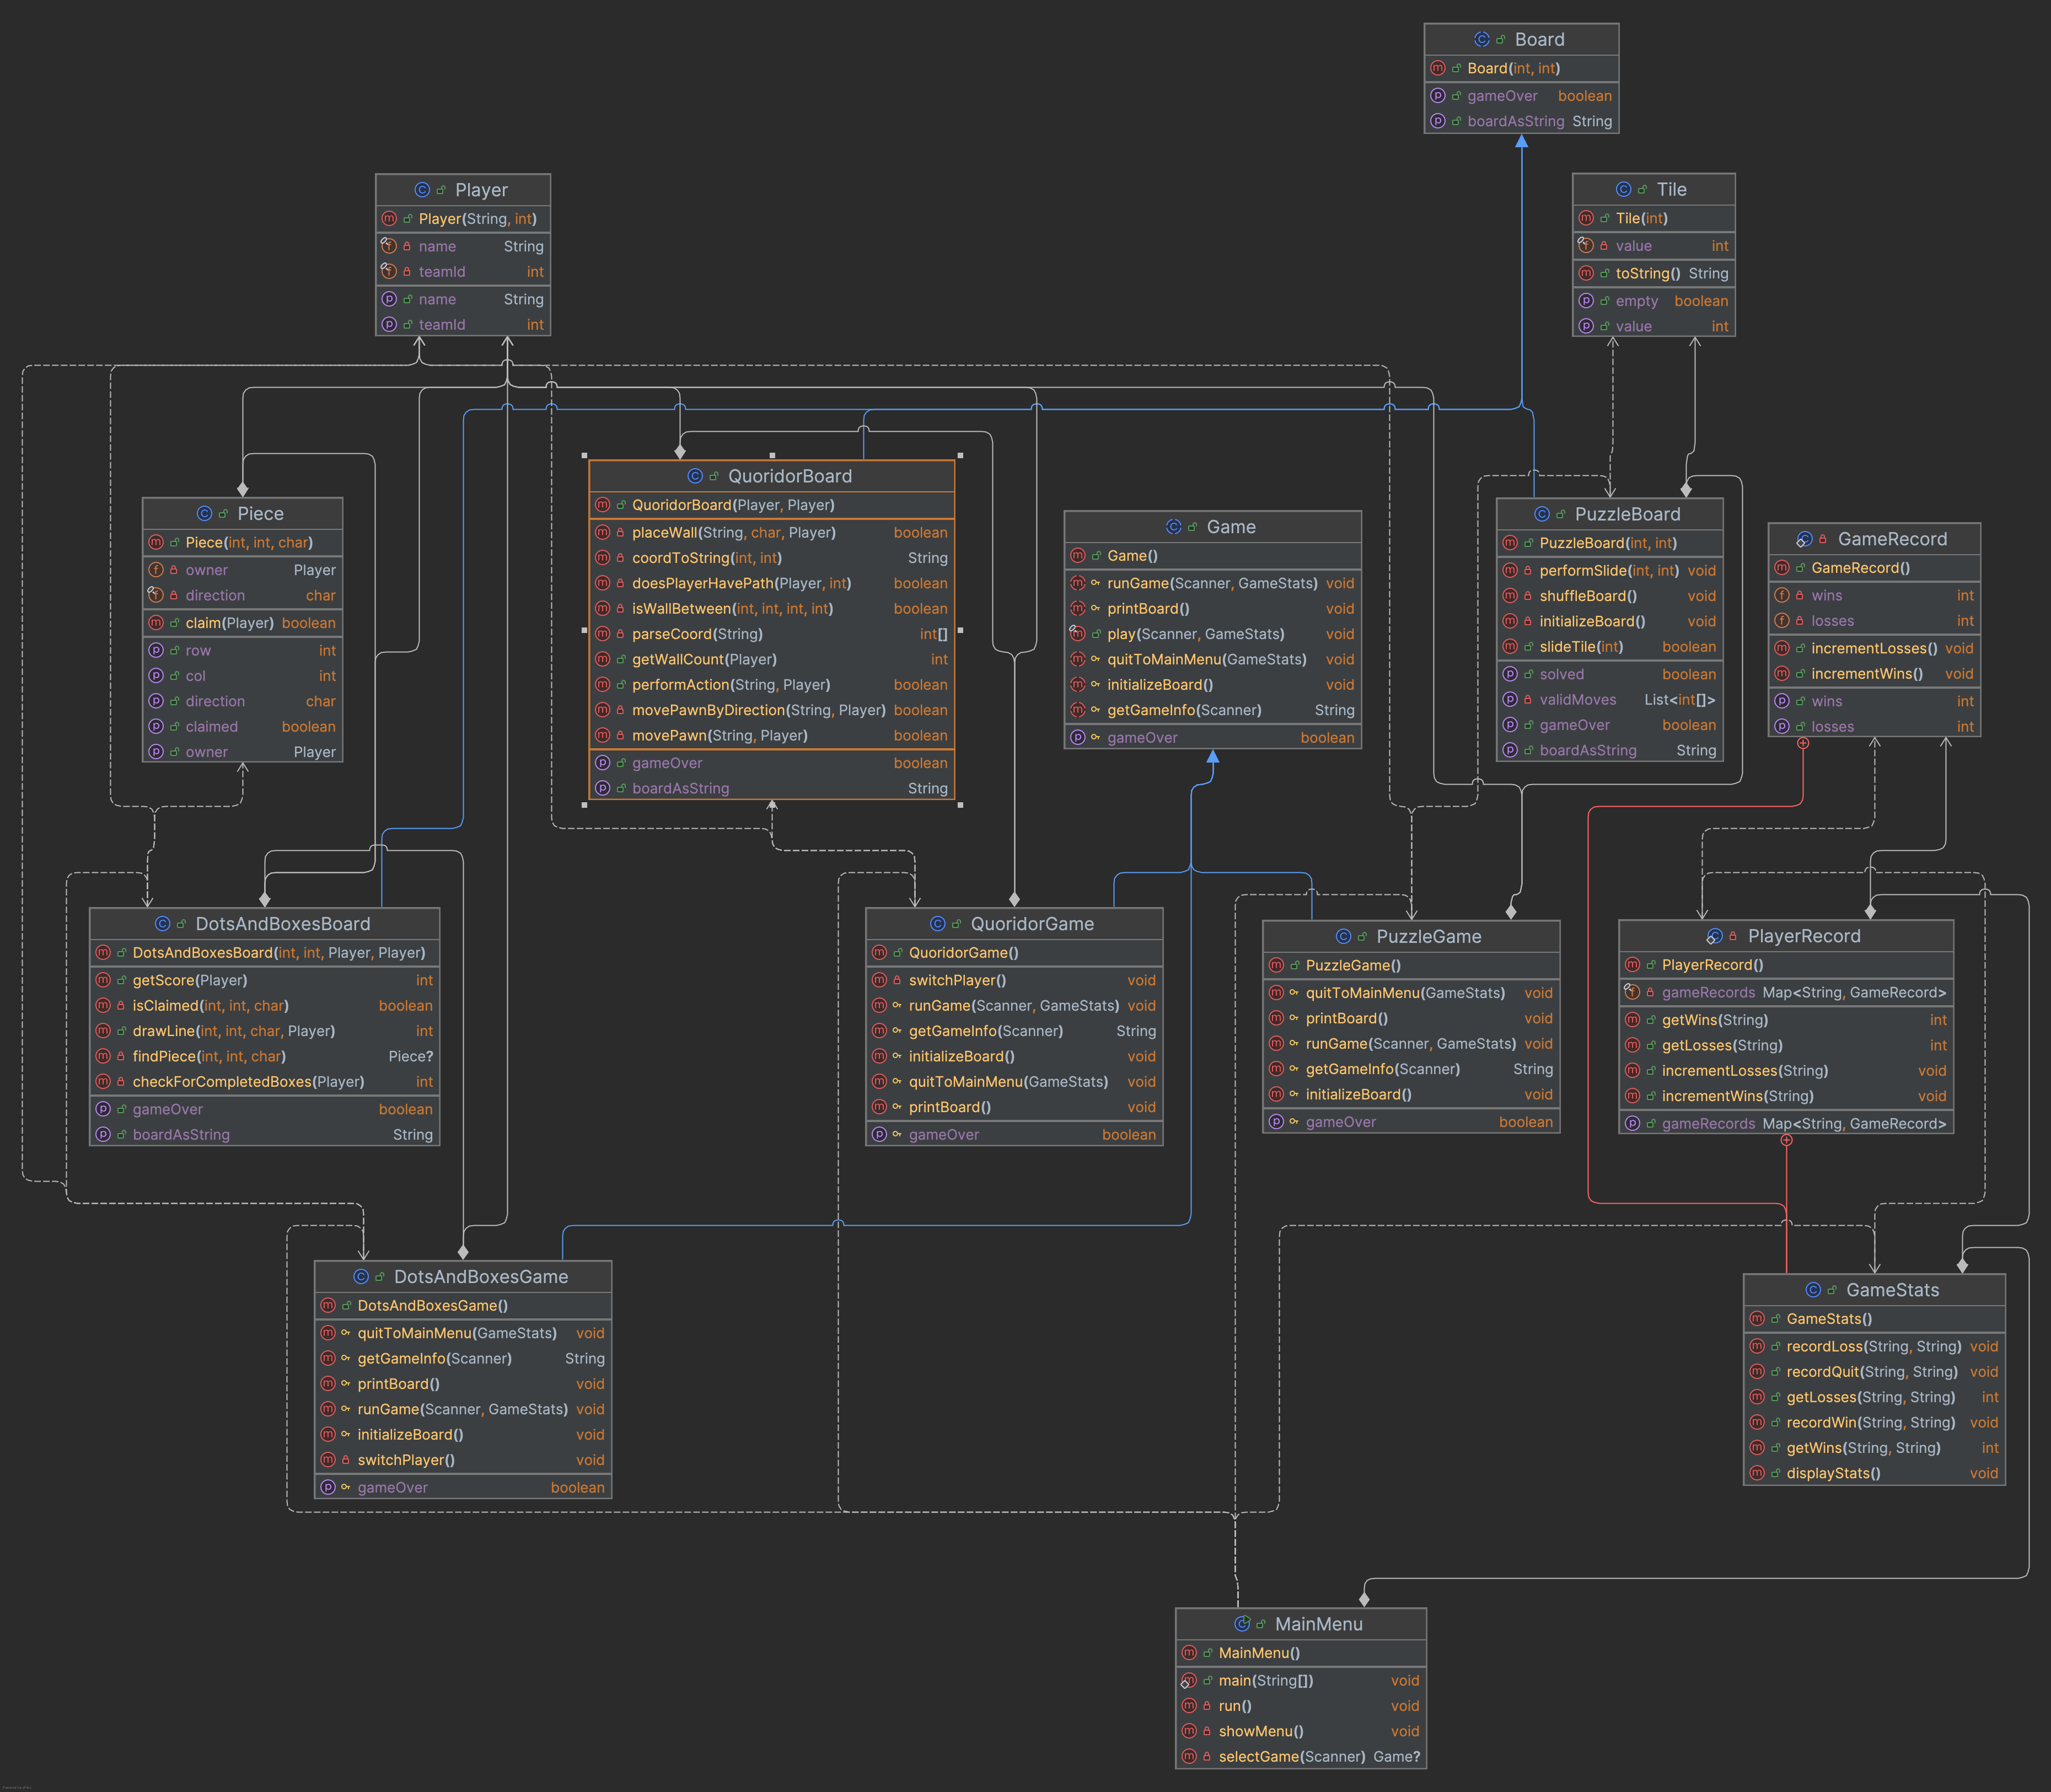 Board
Board(int, int)
gameOver boolean
boardAsString String
Player
Player(String, int)
name String
teamId int
name String
teamId int
Tile
Tile(int)
value int
toString() String
empty boolean
value int
Piece
Piece(int, int, char)
owner Player
direction char
claim(Player) boolean
row int
col int
direction char
claimed boolean
owner Player
QuoridorBoard
QuoridorBoard(Player, Player)
placeWall(String, char, Player) boolean
coordToString(int, int) String
doesPlayerHavePath(Player, int) boolean
isWallBetween(int, int, int, int) boolean
parseCoord(String) int[]
getWallCount(Player) int
performAction(String, Player) boolean
movePawnByDirection(String, Player) boolean
movePawn(String, Player) boolean
gameOver boolean
boardAsString String
Game
Game()
runGame(Scanner, GameStats) void
printBoard() void
play(Scanner, GameStats) void
quitToMainMenu(GameStats) void
initializeBoard() void
getGameInfo(Scanner) String
gameOver boolean
PuzzleBoard
PuzzleBoard(int, int)
performSlide(int, int) void
shuffleBoard() void
initializeBoard() void
slideTile(int) boolean
solved boolean
validMoves List<int[]>
gameOver boolean
boardAsString String
GameRecord
GameRecord()
wins int
losses int
incrementLosses() void
incrementWins() void
wins int
losses int
DotsAndBoxesBoard
DotsAndBoxesBoard(int, int, Player, Player)
getScore(Player) int
isClaimed(int, int, char) boolean
drawLine(int, int, char, Player) int
findPiece(int, int, char) Piece?
checkForCompletedBoxes(Player) int
gameOver boolean
boardAsString String
QuoridorGame
QuoridorGame()
switchPlayer() void
runGame(Scanner, GameStats) void
getGameInfo(Scanner) String
initializeBoard() void
quitToMainMenu(GameStats) void
printBoard() void
gameOver boolean
PuzzleGame
PuzzleGame()
quitToMainMenu(GameStats) void
printBoard() void
runGame(Scanner, GameStats) void
getGameInfo(Scanner) String
initializeBoard() void
gameOver boolean
PlayerRecord
PlayerRecord()
gameRecords Map<String, GameRecord>
getWins(String) int
getLosses(String) int
incrementLosses(String) void
incrementWins(String) void
gameRecords Map<String, GameRecord>
DotsAndBoxesGame
DotsAndBoxesGame()
quitToMainMenu(GameStats) void
getGameInfo(Scanner) String
printBoard() void
runGame(Scanner, GameStats) void
initializeBoard() void
switchPlayer() void
gameOver boolean
GameStats
GameStats()
recordLoss(String, String) void
recordQuit(String, String) void
getLosses(String, String) int
recordWin(String, String) void
getWins(String, String) int
displayStats() void
MainMenu
MainMenu()
main(String[]) void
run() void
showMenu() void
selectGame(Scanner) Game?